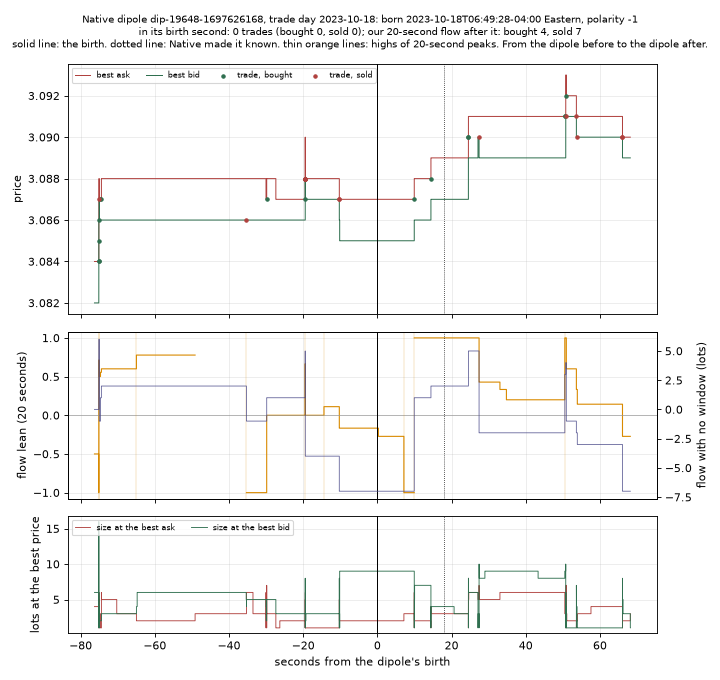 Native dipole dip-19648-1697626168, trade day 2023-10-18: born 2023-10-18T06:49:28-04:00 Eastern, polarity -1
in its birth second: 0 trades (bought 0, sold 0); our 20-second flow after it: bought 4, sold 7
solid line: the birth. dotted line: Native made it known. thin orange lines: highs of 20-second peaks. From the dipole before to the dipole after.
best ask
best bid
trade, bought
trade, sold
price
3.092
3.090
3.088
3.086
3.084
3.082
flow lean (20 seconds)
1.0
0.5
0.0
−0.5
−1.0
5.0
2.5
0.0
−2.5
−5.0
−7.5
flow with no window (lots)
size at the best ask
size at the best bid
lots at the best price
15
10
5
−80
−60
−40
−20
0
20
40
60
seconds from the dipole's birth